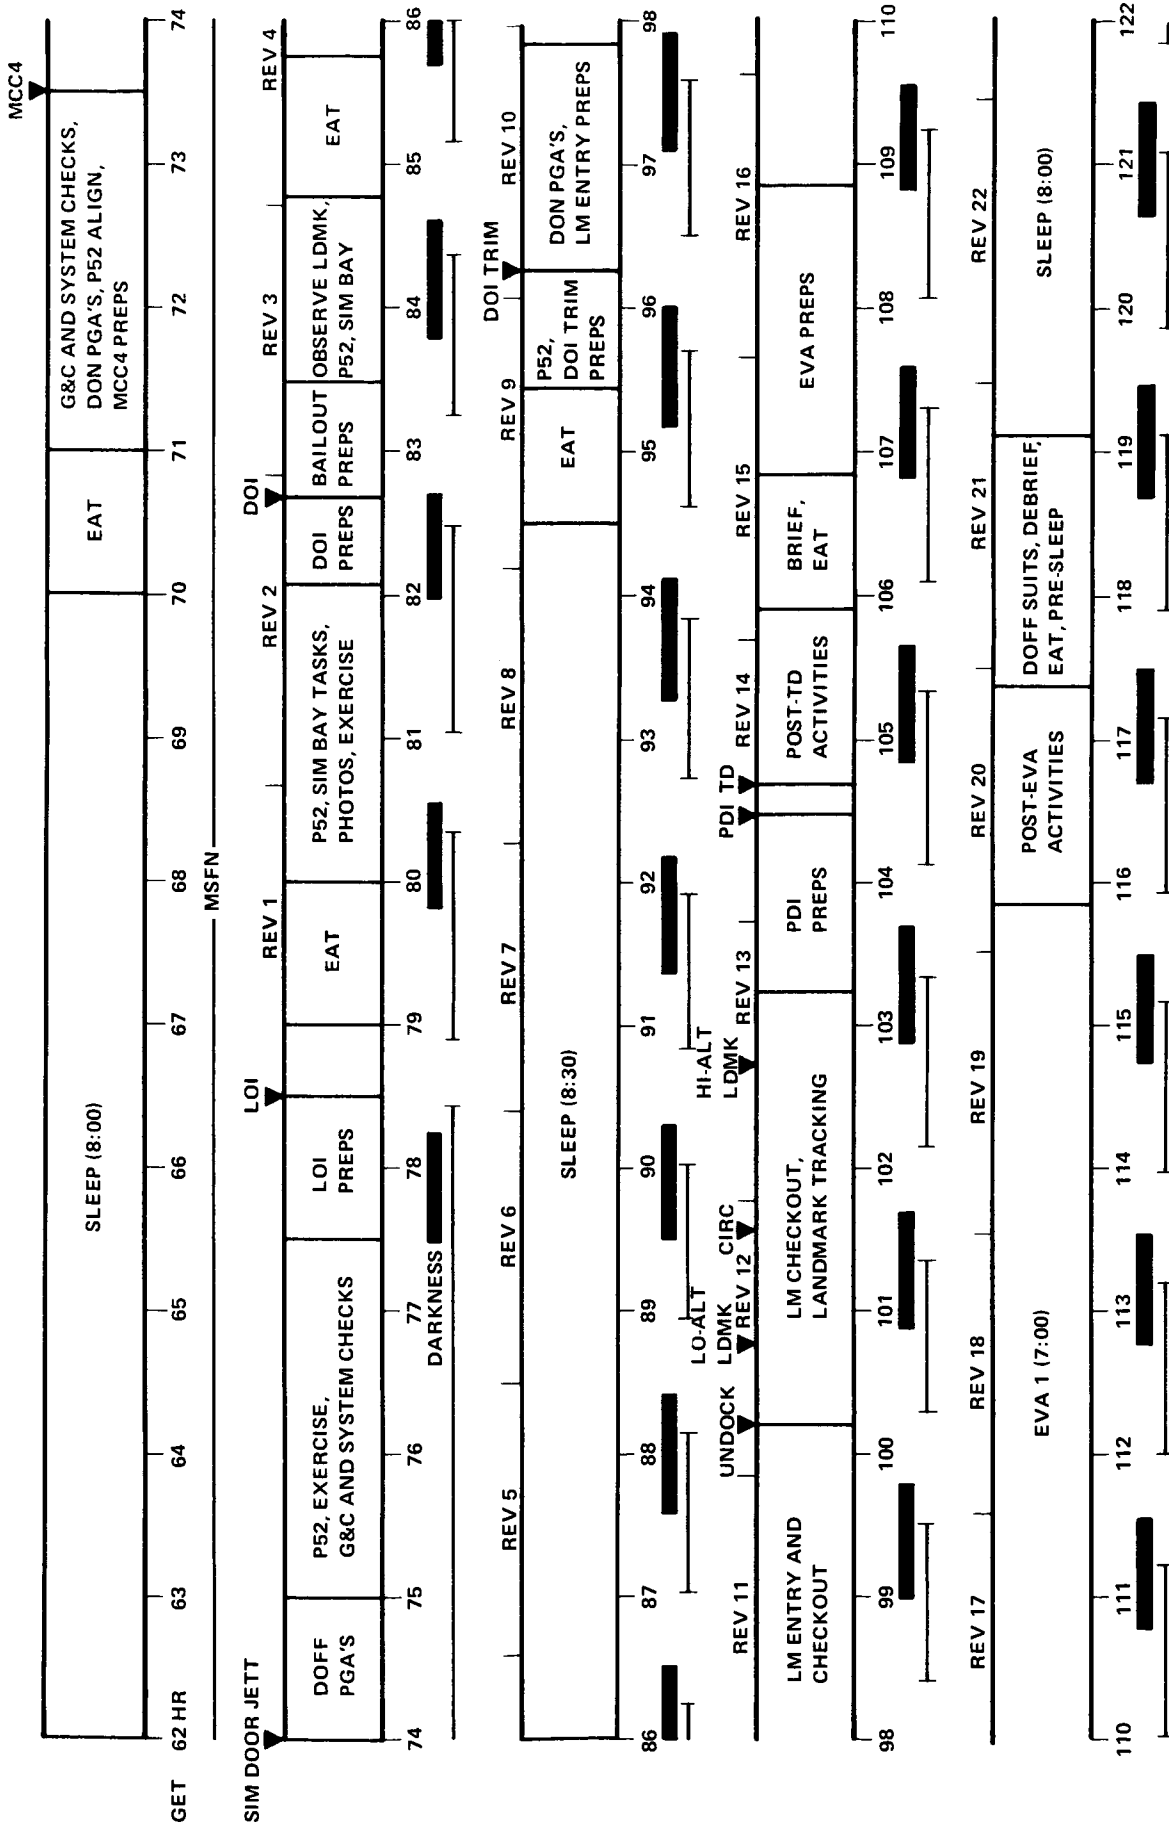 MCC4
SLEEP (8:00)
EAT
G&C AND SYSTEM CHECKS,
DON PGA'S, P52 ALIGN,
MCC4 PREPS
GET
62 HR
63
64
65
66
67
68
69
70
71
72
73
74
MSFN
SIM DOOR JETT
LOI
REV 1
REV 2
DOI
REV 3
REV 4
DOFF
PGA'S
P52, EXERCISE,
G&C AND SYSTEM CHECKS
LOI
PREPS
EAT
P52, SIM BAY TASKS,
PHOTOS, EXERCISE
DOI
PREPS
BAILOUT
PREPS
OBSERVE LDMK,
P52, SIM BAY
EAT
74
75
76
77
78
79
80
81
82
83
84
85
86
DARKNESS
REV 5
REV 6
REV 7
REV 8
REV 9
DOI TRIM
REV 10
SLEEP (8:30)
EAT
P52,
DOI TRIM
PREPS
DON PGA'S,
LM ENTRY PREPS
86
87
88
89
90
91
92
93
94
95
96
97
98
REV 11
UNDOCK
LO-ALT
LDMK
REV 12
CIRC
HI-ALT
LDMK
REV 13
PDI
TD
REV 14
REV 15
REV 16
LM ENTRY AND
CHECKOUT
LM CHECKOUT,
LANDMARK TRACKING
PDI
PREPS
POST-TD
ACTIVITIES
BRIEF,
EAT
EVA PREPS
98
99
100
101
102
103
104
105
106
107
108
109
110
REV 17
REV 18
REV 19
REV 20
REV 21
REV 22
EVA 1 (7:00)
POST-EVA
ACTIVITIES
DOFF SUITS, DEBRIEF,
EAT, PRE-SLEEP
SLEEP (8:00)
110
111
112
113
114
115
116
117
118
119
120
121
122